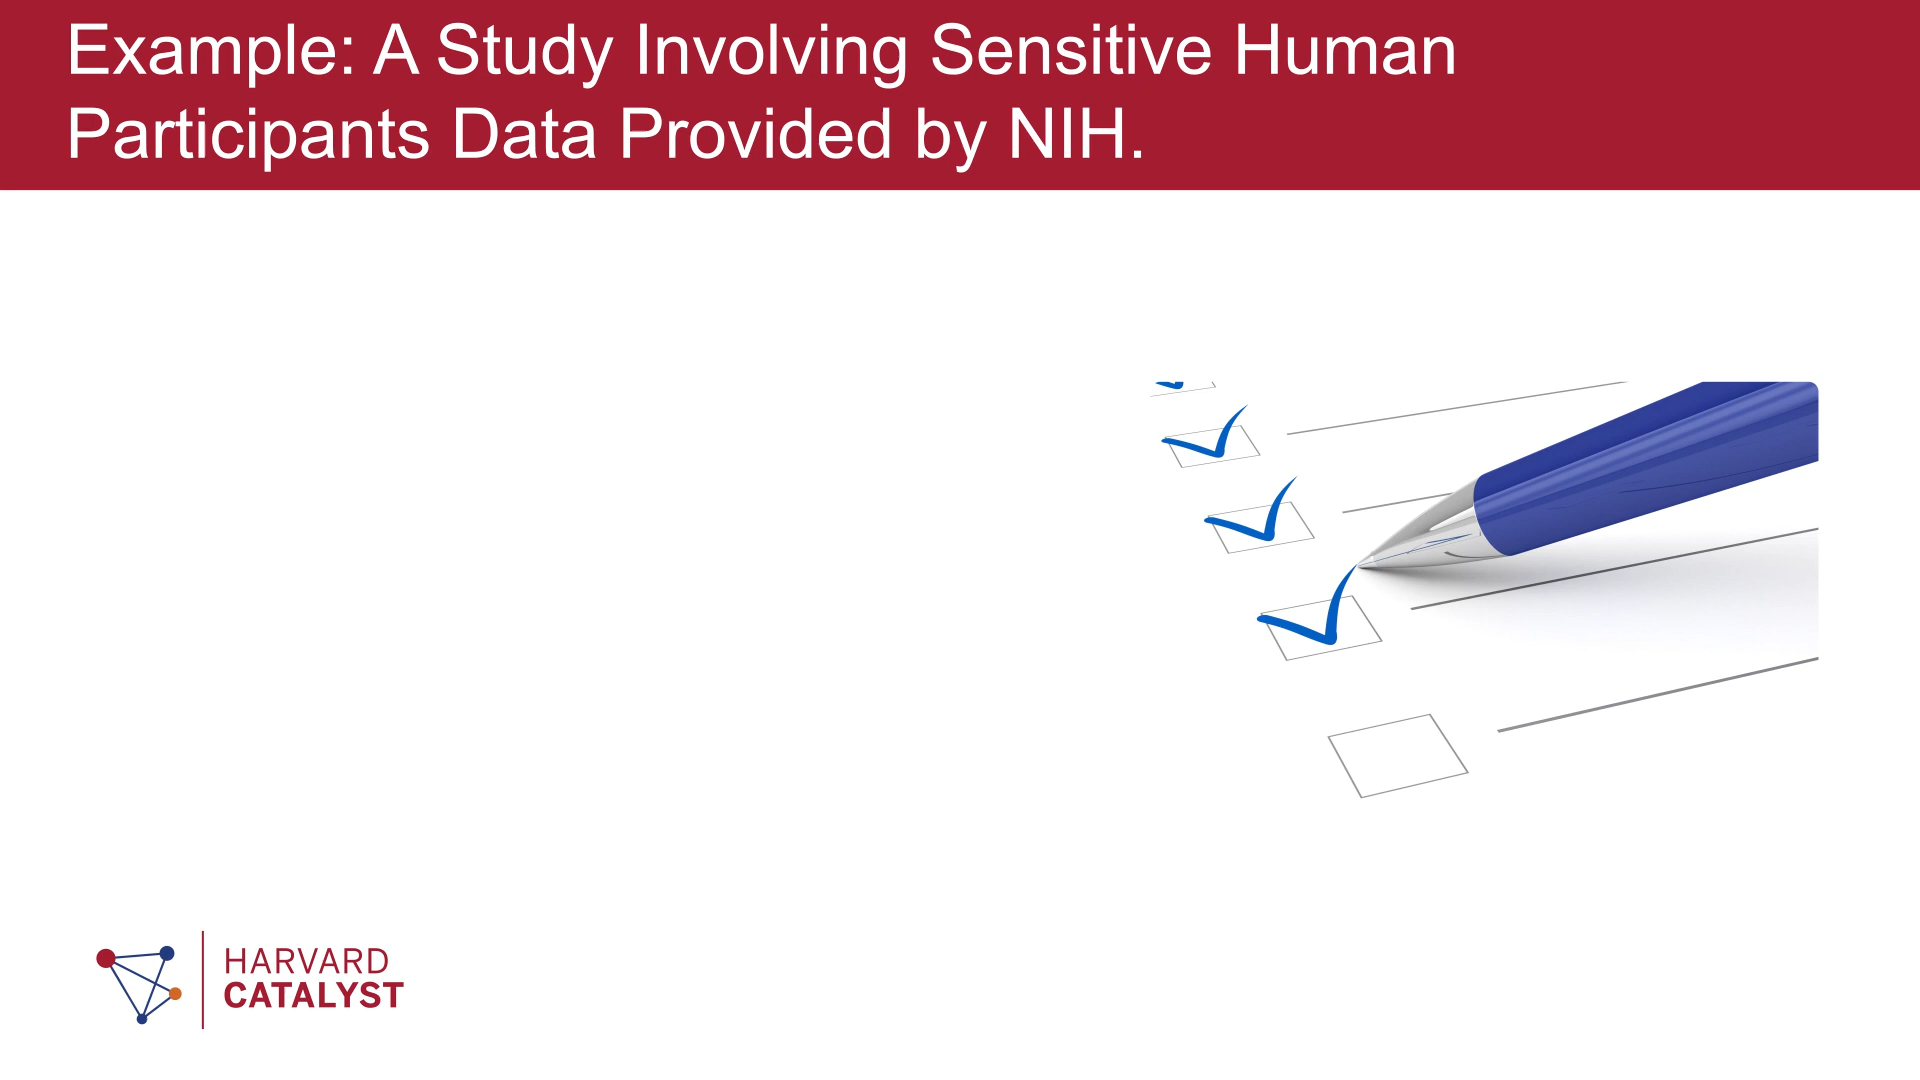 Example: A Study Involving Sensitive Human
Participants Data Provided by NIH.
HARVARD
CATALYST